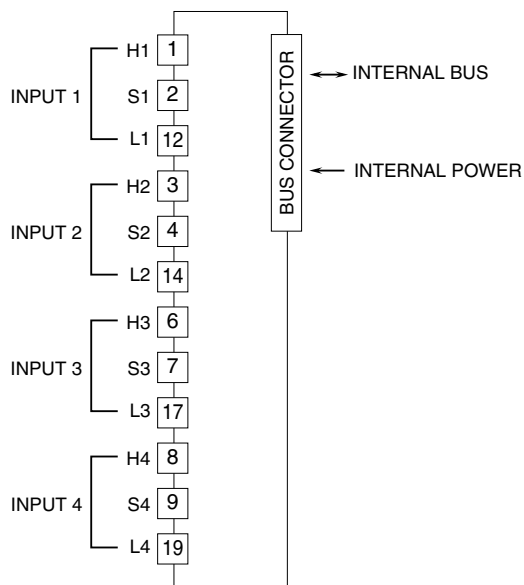 H1 1
INPUT 1 S1 2
L1 12
H2 3
INPUT 2 S2 4
L2 14
H3 6
INPUT 3 S3 7
L3 17
H4 8
INPUT 4 S4 9
L4 19
BUS CONNECTOR
INTERNAL BUS
INTERNAL POWER